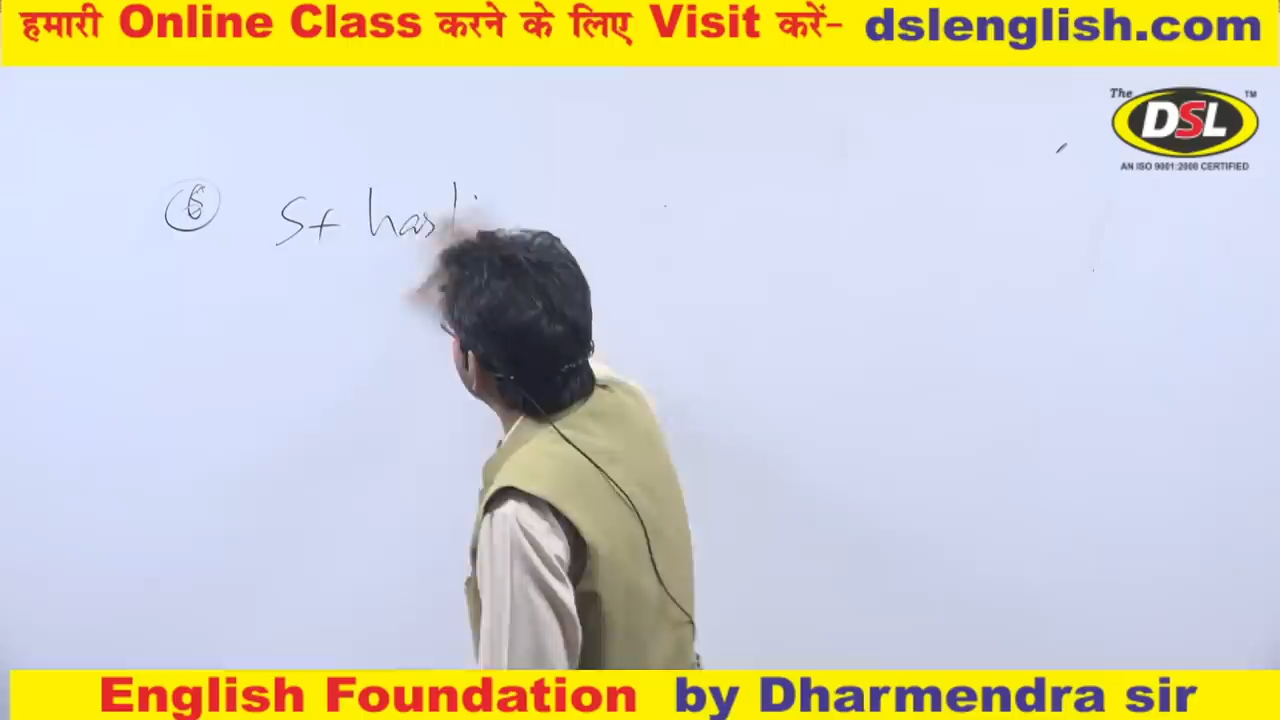 हमारी Online Class करने के लिए Visit करें- dslenglish.com
The DSL TM
AN ISO 9001:2008 CERTIFIED
6 S+ has
English Foundation by Dharmendra sir